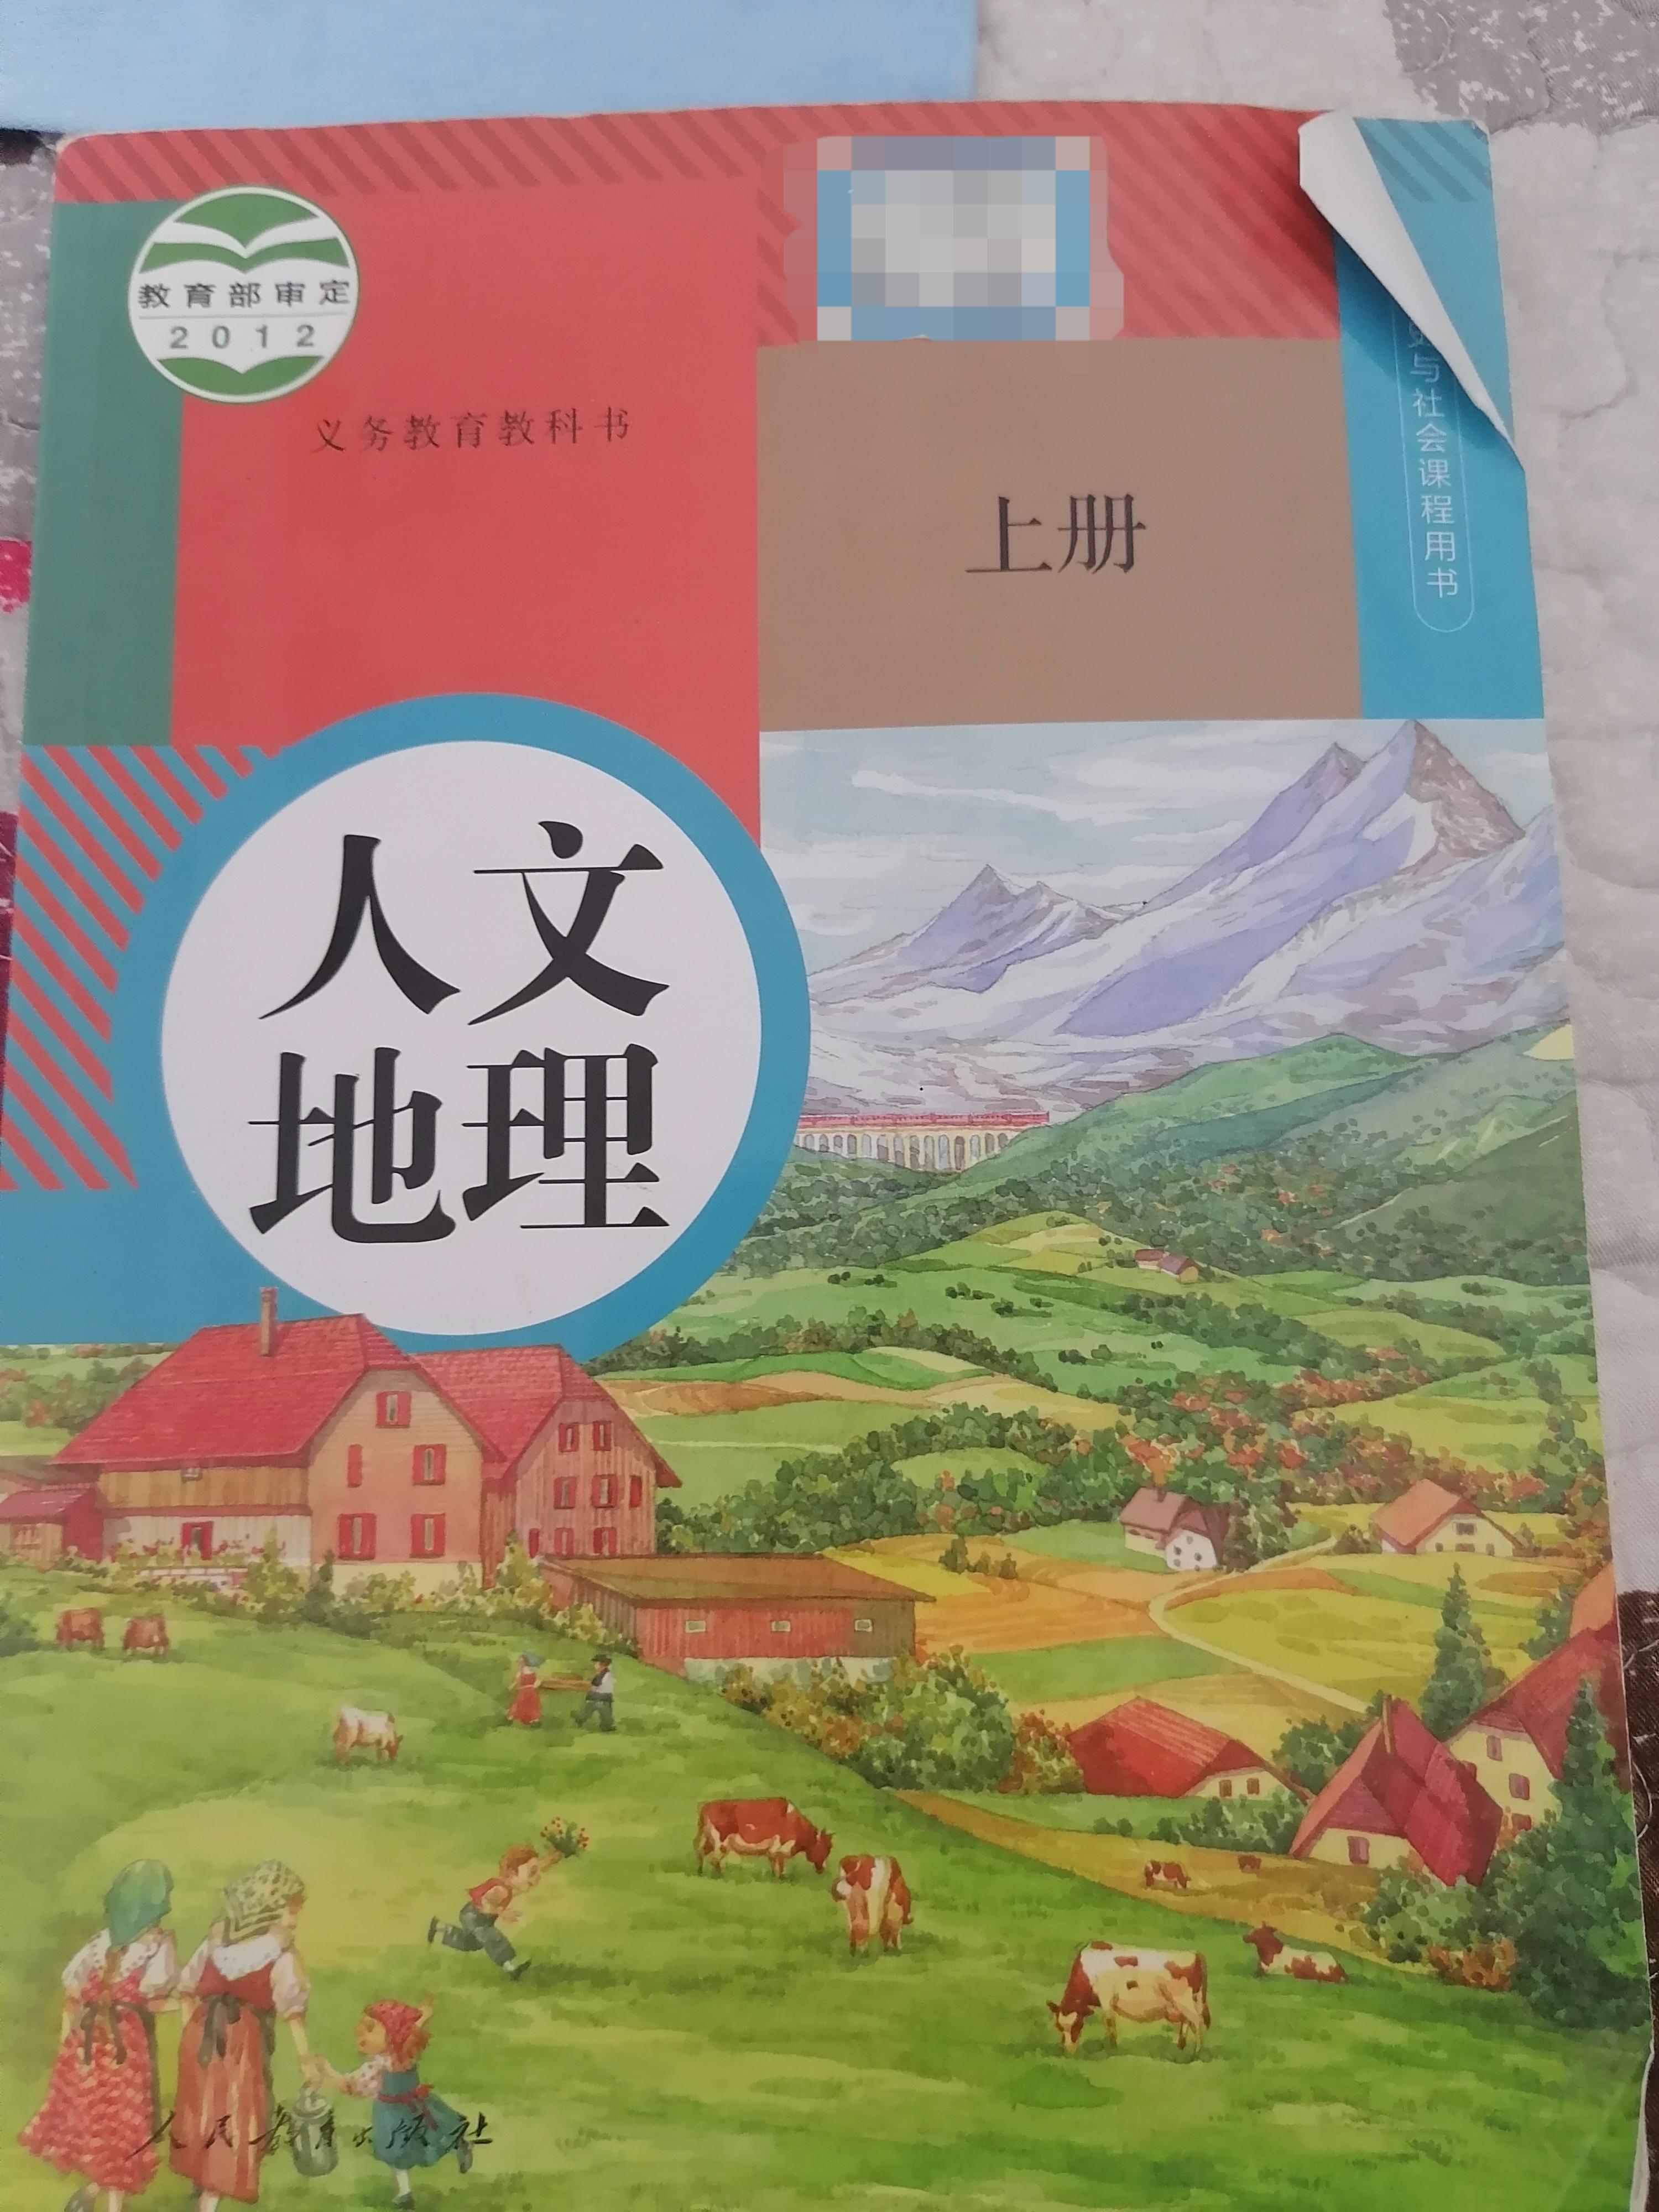 教育部审定
2012
义务教育教科书
上册
与社会课程用书
人文
地理
人民教育出版社